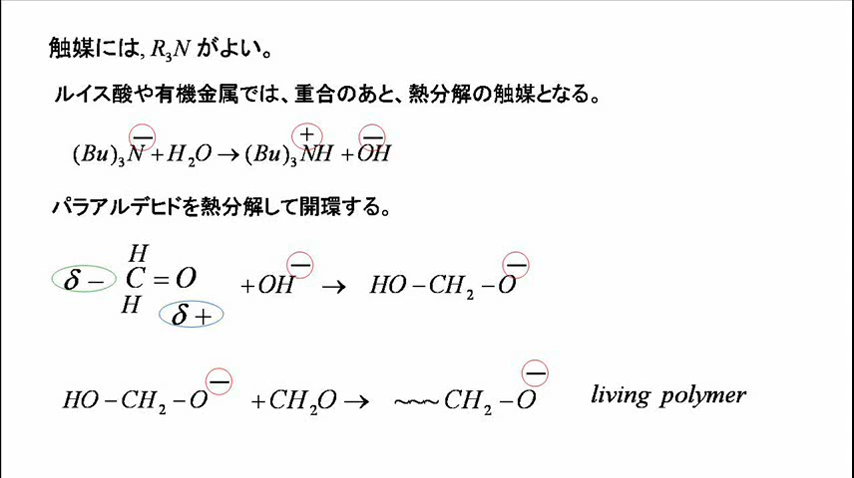 触媒には, R₃N がよい。
ルイス酸や有機金属では、重合のあと、熱分解の触媒となる。
(Bu)₃N⊖ + H₂O → (Bu)₃N⊕H + O⊖H
パラアルデヒドを熱分解して開環する。
H
δ− C = O + OH⊖ → HO − CH₂ − O⊖
H δ+
HO − CH₂ − O⊖ + CH₂O → ~~~ CH₂ − O⊖ living polymer